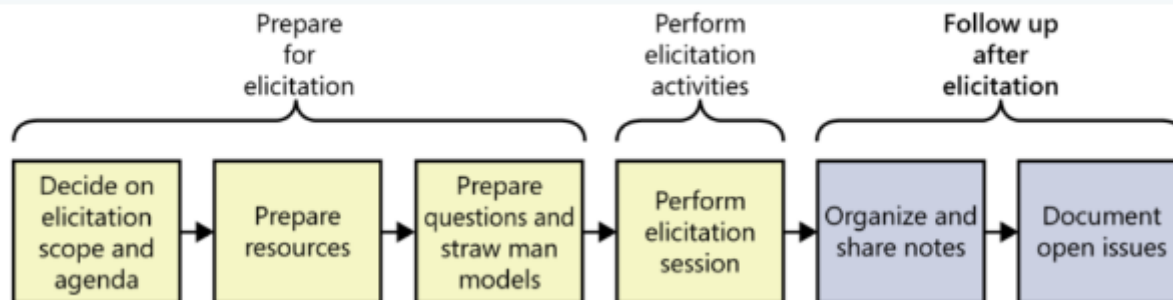 Prepare
for
elicitation
Perform
elicitation
activities
Follow up
after
elicitation
Decide on
elicitation
scope and
agenda
Prepare
resources
Prepare
questions and
straw man
models
Perform
elicitation
session
Organize and
share notes
Document
open issues